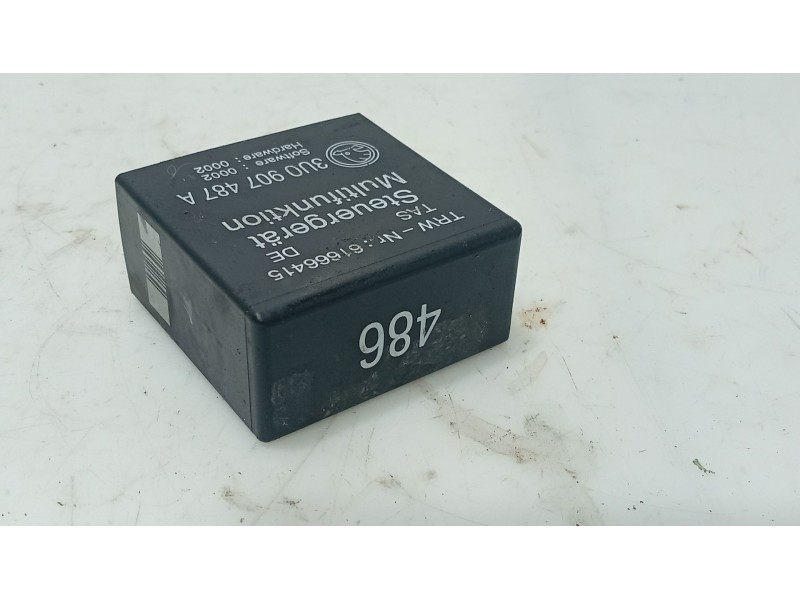 3U0 907 487 A
Software : 0002
Hardware : 0002
Steuergerät
Multifunktion
TAS DE
TRW - Nr.: 61666415
486